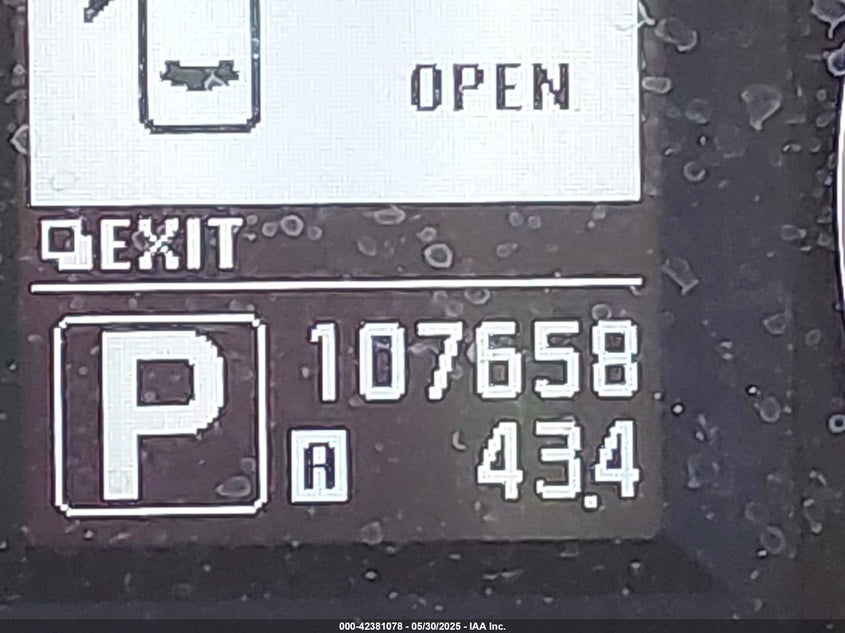 OPEN
EXIT
P
107658
A 43.4
000-42381078 - 05/30/2025 - IAA Inc.